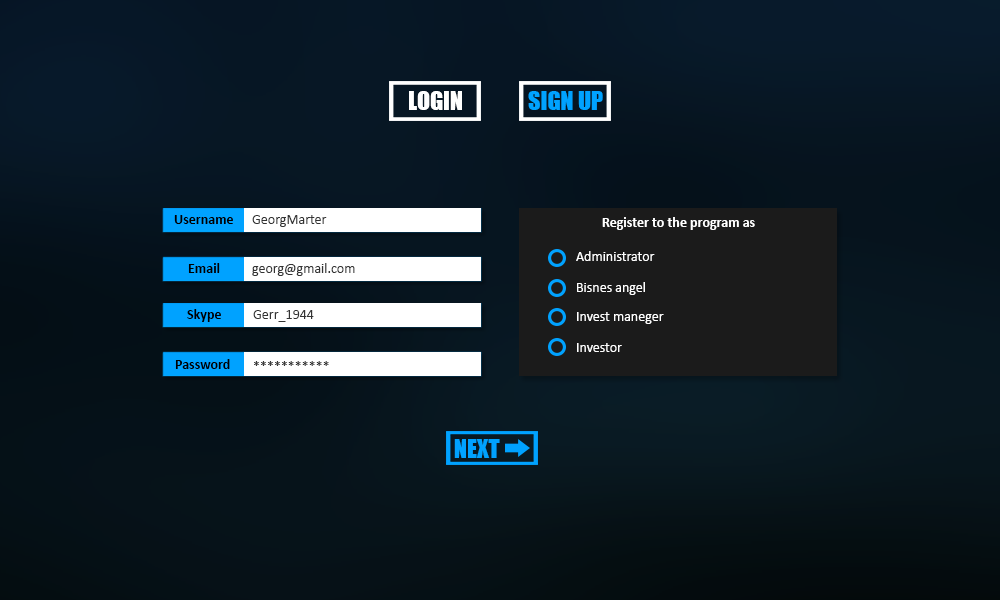 LOGIN
SIGN UP
Username GeorgMarter
Email georg@gmail.com
Skype Gerr_1944
Password ***********
Register to the program as
Administrator
Bisnes angel
Invest maneger
Investor
NEXT